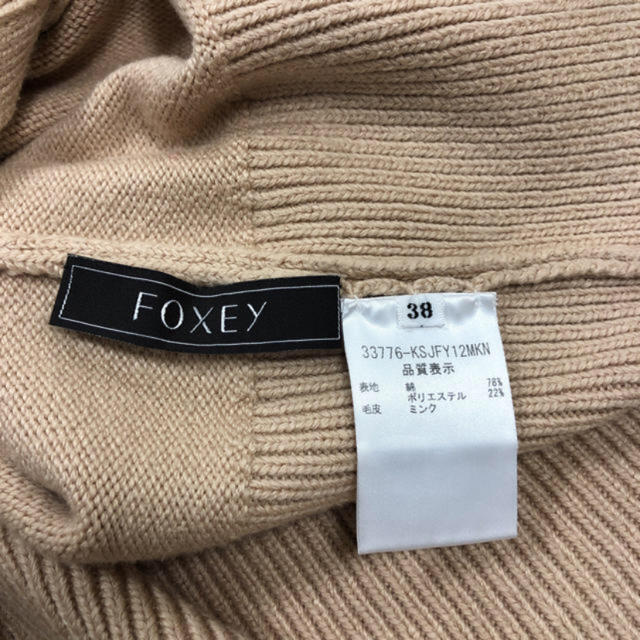 FOXEY
38
33776-KSJFY12MKN
品質表示
表地 綿 78%
ポリエステル 22%
毛皮 ミンク